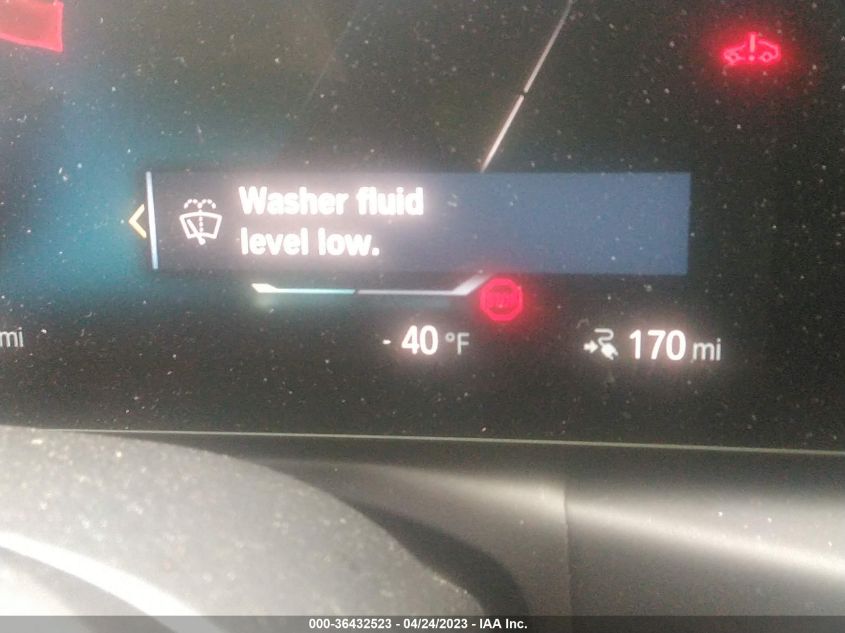 Washer fluid
level low.
mi
- 40 °F
170 mi
000-36432523 - 04/24/2023 - IAA Inc.